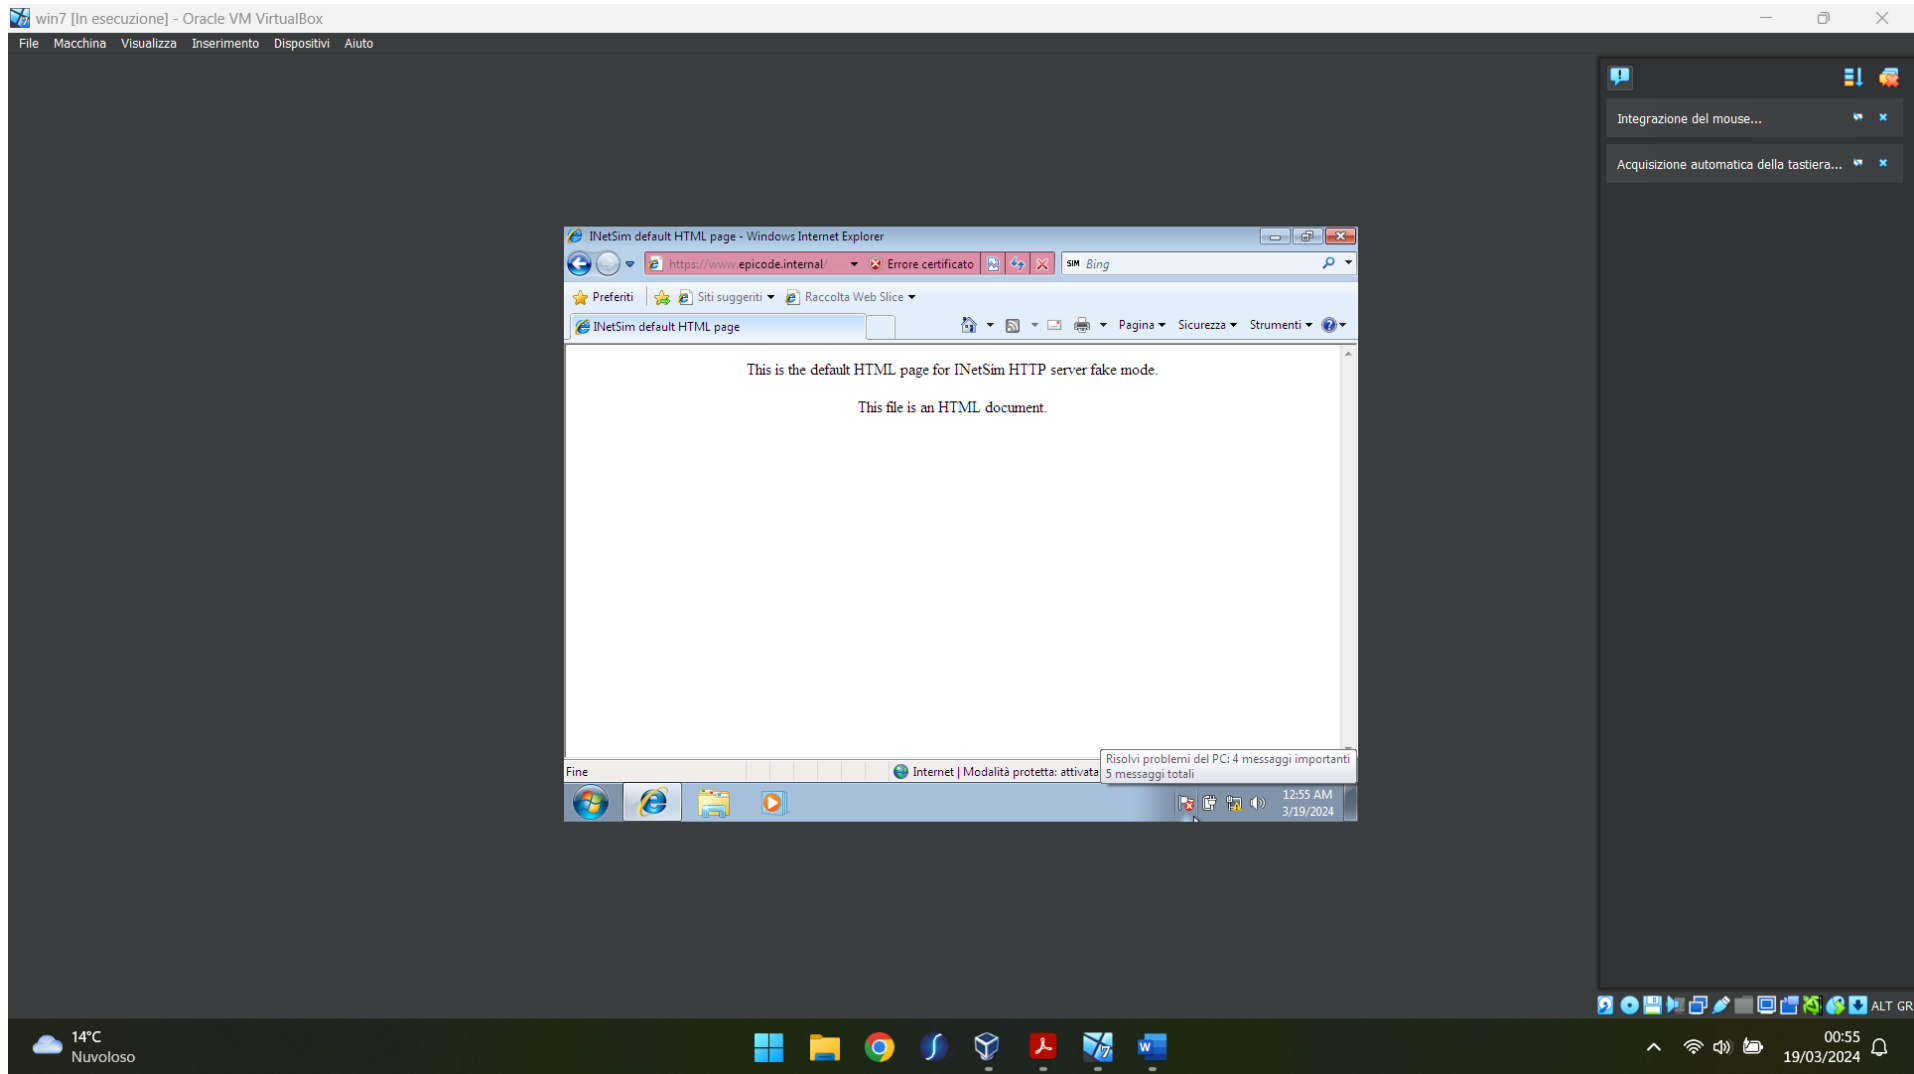 win7 [In esecuzione] - Oracle VM VirtualBox
File Macchina Visualizza Inserimento Dispositivi Aiuto
Integrazione del mouse...
Acquisizione automatica della tastiera...
INetSim default HTML page - Windows Internet Explorer
https://www.epicode.internal/ Errore certificato SIM Bing
Preferiti Siti suggeriti Raccolta Web Slice
INetSim default HTML page Pagina Sicurezza Strumenti
This is the default HTML page for INetSim HTTP server fake mode.
This file is an HTML document.
Risolvi problemi del PC: 4 messaggi importanti
5 messaggi totali
Fine Internet | Modalità protetta: attivata
12:55 AM
3/19/2024
ALT GR
14°C
Nuvoloso
00:55
19/03/2024